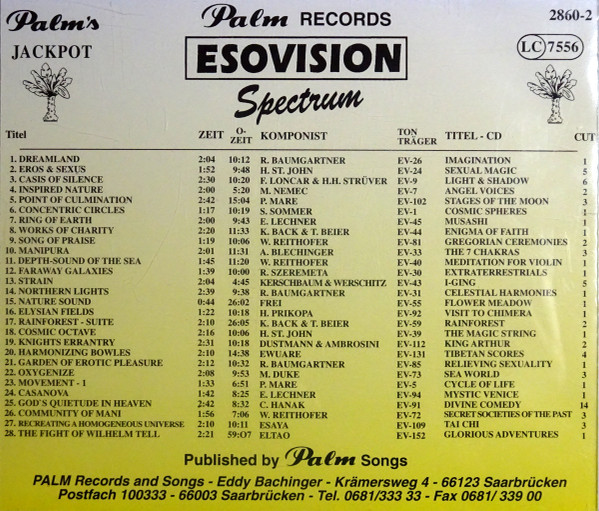 Palm's Palm RECORDS 2860-2
JACKPOT ESOVISION LC 7556
Spectrum
Titel ZEIT O-ZEIT KOMPONIST TON TRÄGER TITEL - CD CUT
1. DREAMLAND 2:04 10:12 R. BAUMGARTNER EV-26 IMAGINATION 1
2. EROS & SEXUS 1:52 9:48 H. ST. JOHN EV-24 SEXUAL MAGIC 5
3. CASIS OF SILENCE 2:30 10:20 F. LONCAR & H.H. STRÜVER EV-9 LIGHT & SHADOW 6
4. INSPIRED NATURE 2:00 5:20 M. NEMEC EV-7 ANGEL VOICES 2
5. POINT OF CULMINATION 2:42 15:04 P. MARE EV-102 STAGES OF THE MOON 3
6. CONCENTRIC CIRCLES 1:17 10:19 S. SOMMER EV-1 COSMIC SPHERES 1
7. RING OF EARTH 2:00 9:43 E. LECHNER EV-45 MUSASHI 1
8. WORKS OF CHARITY 2:20 11:33 K. BACK & T. BEIER EV-44 ENIGMA OF FAITH 1
9. SONG OF PRAISE 1:19 10:06 W. REITHOFER EV-81 GREGORIAN CEREMONIES 2
10. MANIPURA 2:01 11:31 A. BLECHINGER EV-33 THE 7 CHAKRAS 3
11. DEPTH-SOUND OF THE SEA 1:45 11:20 W. REITHOFER EV-40 MEDITATION FOR VIOLIN 1
12. FARAWAY GALAXIES 1:39 10:00 R. SZEREMETA EV-30 EXTRATERRESTRIALS 1
13. STRAIN 2:04 4:45 KERSCHBAUM & WERSCHITZ EV-43 I-GING 5
14. NORTHERN LIGHTS 2:39 9:38 R. BAUMGARTNER EV-31 CELESTIAL HARMONIES 1
15. NATURE SOUND 0:44 26:02 FREI EV-55 FLOWER MEADOW 1
16. ELYSIAN FIELDS 1:22 10:18 H. PRIKOPA EV-92 VISIT TO CHIMERA 1
17. RAINFOREST - SUITE 2:10 26:05 K. BACK & T. BEIER EV-59 RAINFOREST 2
18. COSMIC OCTAVE 2:16 10:06 H. ST. JOHN EV-39 THE MAGIC STRING 1
19. KNIGHTS ERRANTRY 2:31 10:18 DUSTMANN & AMBROSINI EV-112 KING ARTHUR 2
20. HARMONIZING BOWLES 2:10 14:38 EWUARE EV-131 TIBETAN SCORES 4
21. GARDEN OF EROTIC PLEASURE 2:12 10:32 R. BAUMGARTNER EV-85 RELIEVING SEXUALITY 1
22. OXYGENIZE 2:08 9:53 M. DUKE EV-73 SEA WORLD 3
23. MOVEMENT - 1 1:33 6:51 P. MARE EV-5 CYCLE OF LIFE 1
24. CASANOVA 1:42 8:25 E. LECHNER EV-94 MYSTIC VENICE 1
25. GOD'S QUIETUDE IN HEAVEN 2:42 8:32 C. HANAK EV-91 DIVINE COMEDY 14
26. COMMUNITY OF MANI 1:56 7:06 W. REITHOFER EV-72 SECRET SOCIETIES OF THE PAST 3
27. RECREATING A HOMOGENEOUS UNIVERSE 2:10 10:11 ESAYA EV-109 TAI CHI 3
28. THE FIGHT OF WILHELM TELL 2:21 59:O7 ELTAO EV-152 GLORIOUS ADVENTURES 1
Published by Palm Songs
PALM Records and Songs - Eddy Bachinger - Krämersweg 4 - 66123 Saarbrücken
Postfach 100333 - 66003 Saarbrücken - Tel. 0681/333 33 - Fax 0681/ 339 00